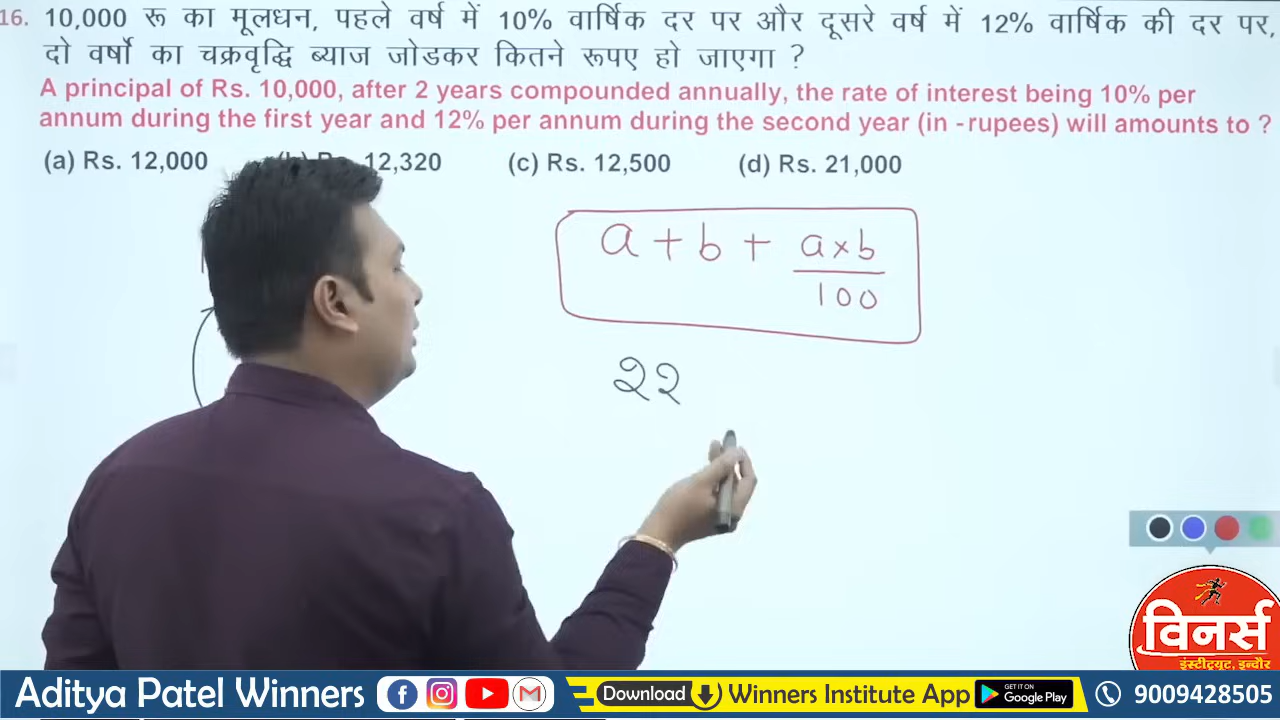 16. 10,000 रू का मूलधन, पहले वर्ष में 10% वार्षिक दर पर और दूसरे वर्ष में 12% वार्षिक की दर पर,
दो वर्षो का चक्रवृद्धि ब्याज जोडकर कितने रूपए हो जाएगा ?
A principal of Rs. 10,000, after 2 years compounded annually, the rate of interest being 10% per
annum during the first year and 12% per annum during the second year (in -rupees) will amounts to ?
(a) Rs. 12,000 12,320 (c) Rs. 12,500 (d) Rs. 21,000
a + b + a×b
100
22
विनर्स
इंस्टीट्यूट, इन्दौर
Aditya Patel Winners Download Winners Institute App GET IT ON Google Play 9009428505